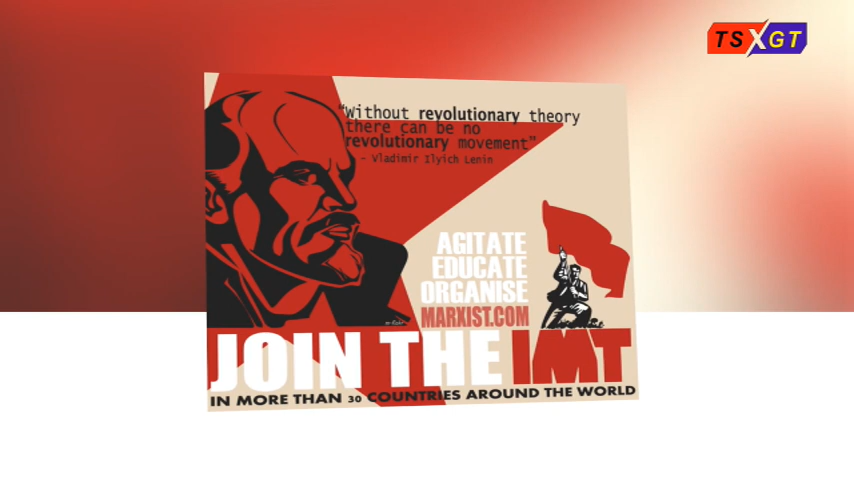 TSXGT
"Without revolutionary theory
there can be no
revolutionary movement"
- Vladimir Ilyich Lenin
AGITATE
EDUCATE
ORGANISE
MARXIST.COM
JOIN THE IMT
IN MORE THAN 30 COUNTRIES AROUND THE WORLD